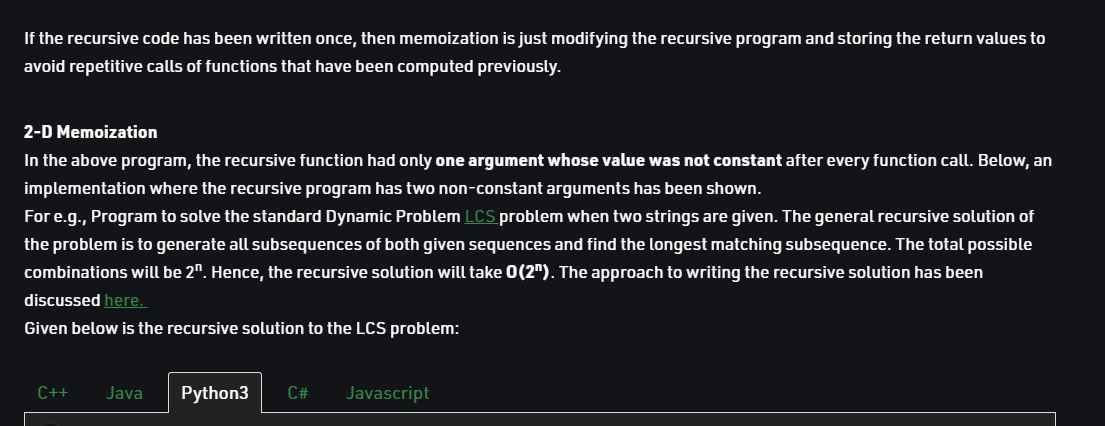 If the recursive code has been written once, then memoization is just modifying the recursive program and storing the return values to
avoid repetitive calls of functions that have been computed previously.
2-D Memoization
In the above program, the recursive function had only one argument whose value was not constant after every function call. Below, an
implementation where the recursive program has two non-constant arguments has been shown.
For e.g., Program to solve the standard Dynamic Problem LCS problem when two strings are given. The general recursive solution of
the problem is to generate all subsequences of both given sequences and find the longest matching subsequence. The total possible
combinations will be 2ⁿ. Hence, the recursive solution will take O(2ⁿ). The approach to writing the recursive solution has been
discussed here.
Given below is the recursive solution to the LCS problem:
C++ Java Python3 C# Javascript